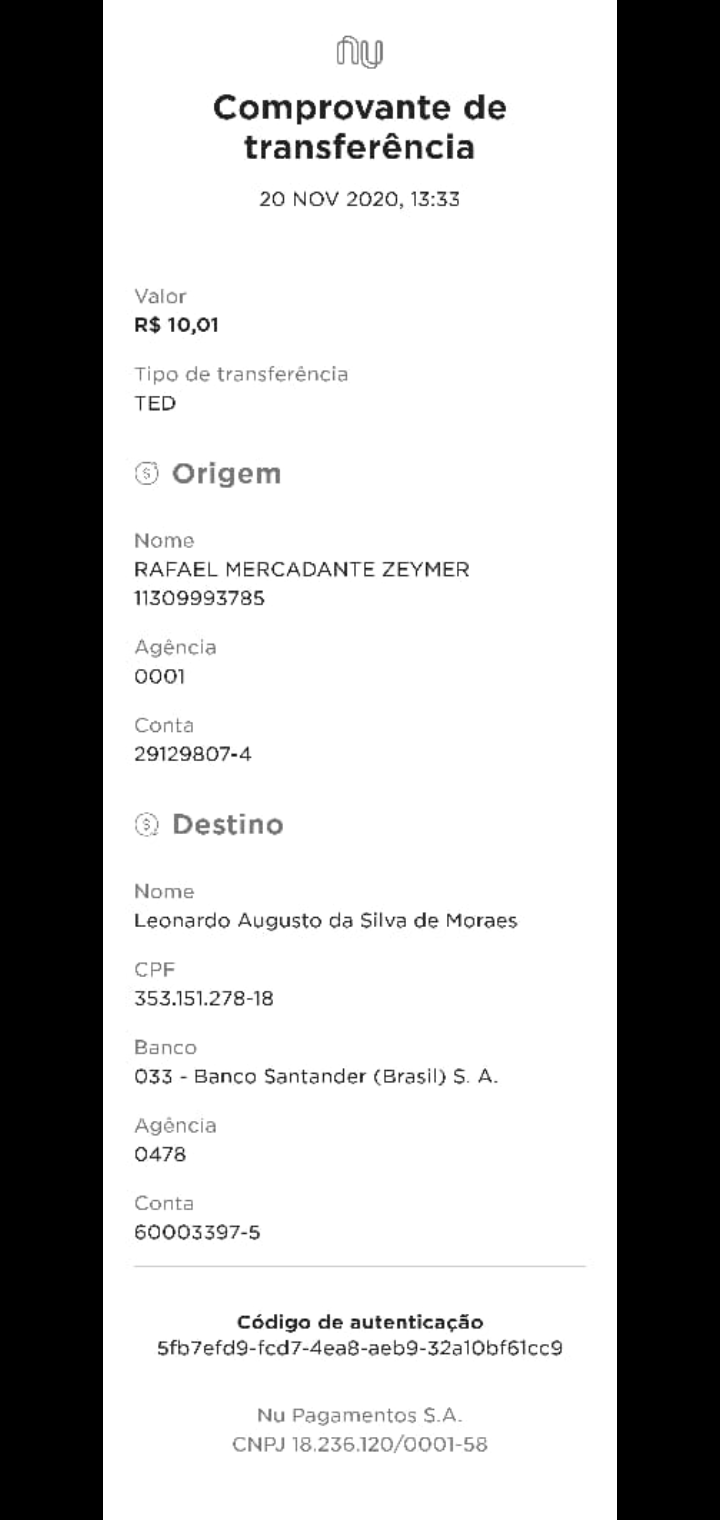 nu
Comprovante de
transferência
20 NOV 2020, 13:33
Valor
R$ 10,01
Tipo de transferência
TED
Origem
Nome
RAFAEL MERCADANTE ZEYMER
11309993785
Agência
0001
Conta
29129807-4
Destino
Nome
Leonardo Augusto da Silva de Moraes
CPF
353.151.278-18
Banco
033 - Banco Santander (Brasil) S. A.
Agência
0478
Conta
60003397-5
Código de autenticação
5fb7efd9-fcd7-4ea8-aeb9-32a10bf61cc9
Nu Pagamentos S.A.
CNPJ 18.236.120/0001-58